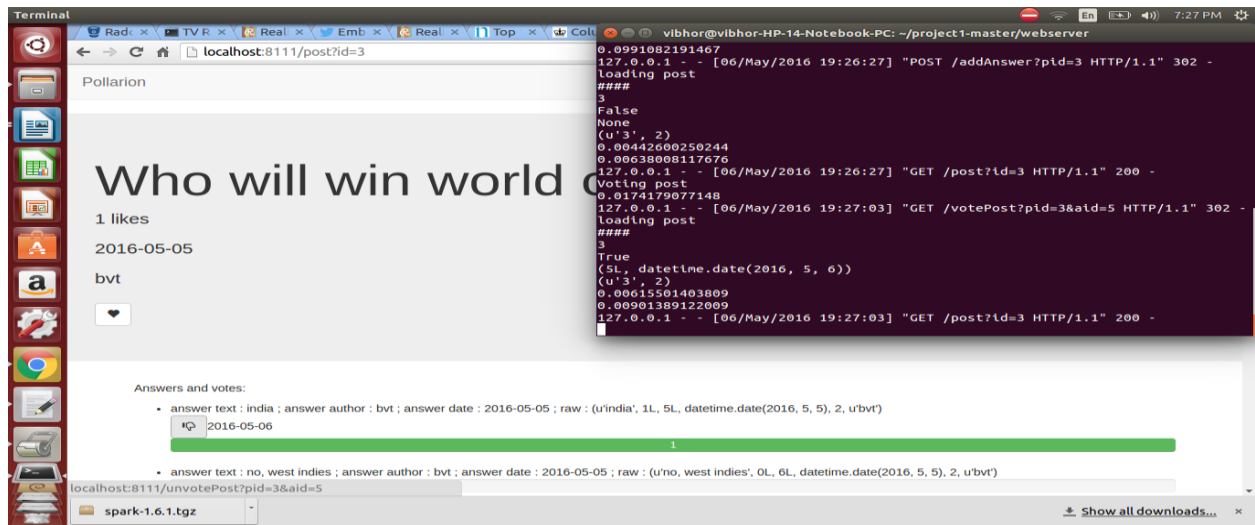 Terminal
En
7:27 PM
Rad
TV R
Real
Emb
Real
Top
Colu
localhost:8111/post?id=3
Pollarion
Who will win world
1 likes
2016-05-05
bvt
Answers and votes:
answer text : india ; answer author : bvt ; answer date : 2016-05-05 ; raw : (u'india', 1L, 5L, datetime.date(2016, 5, 5), 2, u'bvt')
2016-05-06
1
answer text : no, west indies ; answer author : bvt ; answer date : 2016-05-05 ; raw : (u'no, west indies', 0L, 6L, datetime.date(2016, 5, 5), 2, u'bvt')
localhost:8111/unvotePost?pid=3&aid=5
spark-1.6.1.tgz
Show all downloads...
vibhor@vibhor-HP-14-Notebook-PC: ~/project1-master/webserver
0.0991082191467
127.0.0.1 - - [06/May/2016 19:26:27] "POST /addAnswer?pid=3 HTTP/1.1" 302 -
loading post
####
3
False
None
(u'3', 2)
0.00442600250244
0.00638008117676
127.0.0.1 - - [06/May/2016 19:26:27] "GET /post?id=3 HTTP/1.1" 200 -
Voting post
0.0174179077148
127.0.0.1 - - [06/May/2016 19:27:03] "GET /votePost?pid=3&aid=5 HTTP/1.1" 302 -
loading post
####
3
True
(5L, datetime.date(2016, 5, 6))
(u'3', 2)
0.00615501403809
0.00901389122009
127.0.0.1 - - [06/May/2016 19:27:03] "GET /post?id=3 HTTP/1.1" 200 -